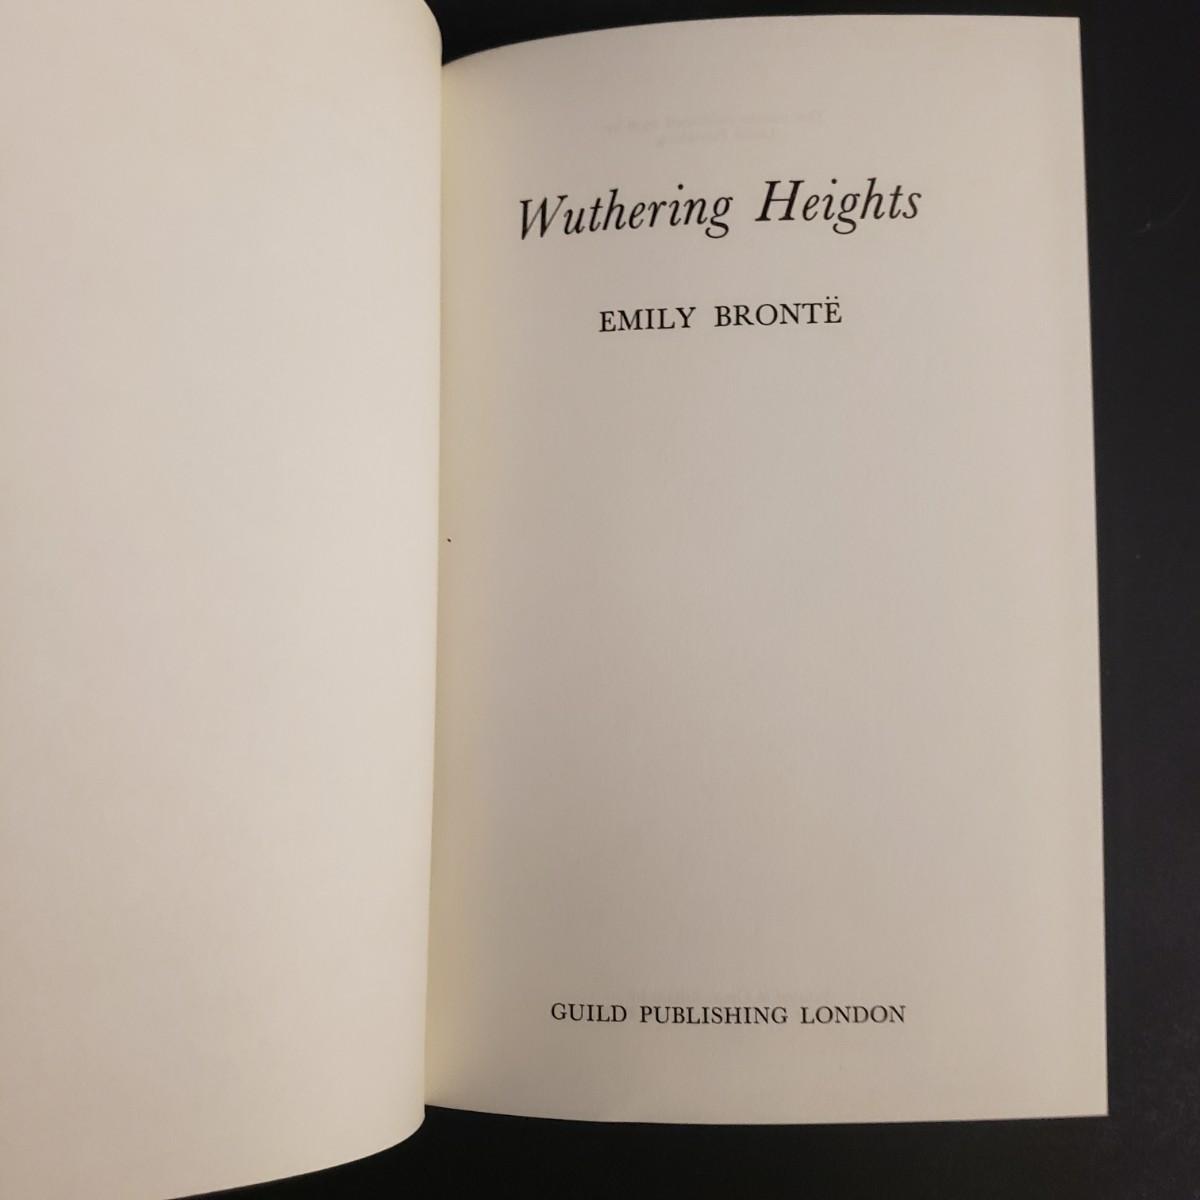 Wuthering Heights
EMILY BRONTË
GUILD PUBLISHING LONDON